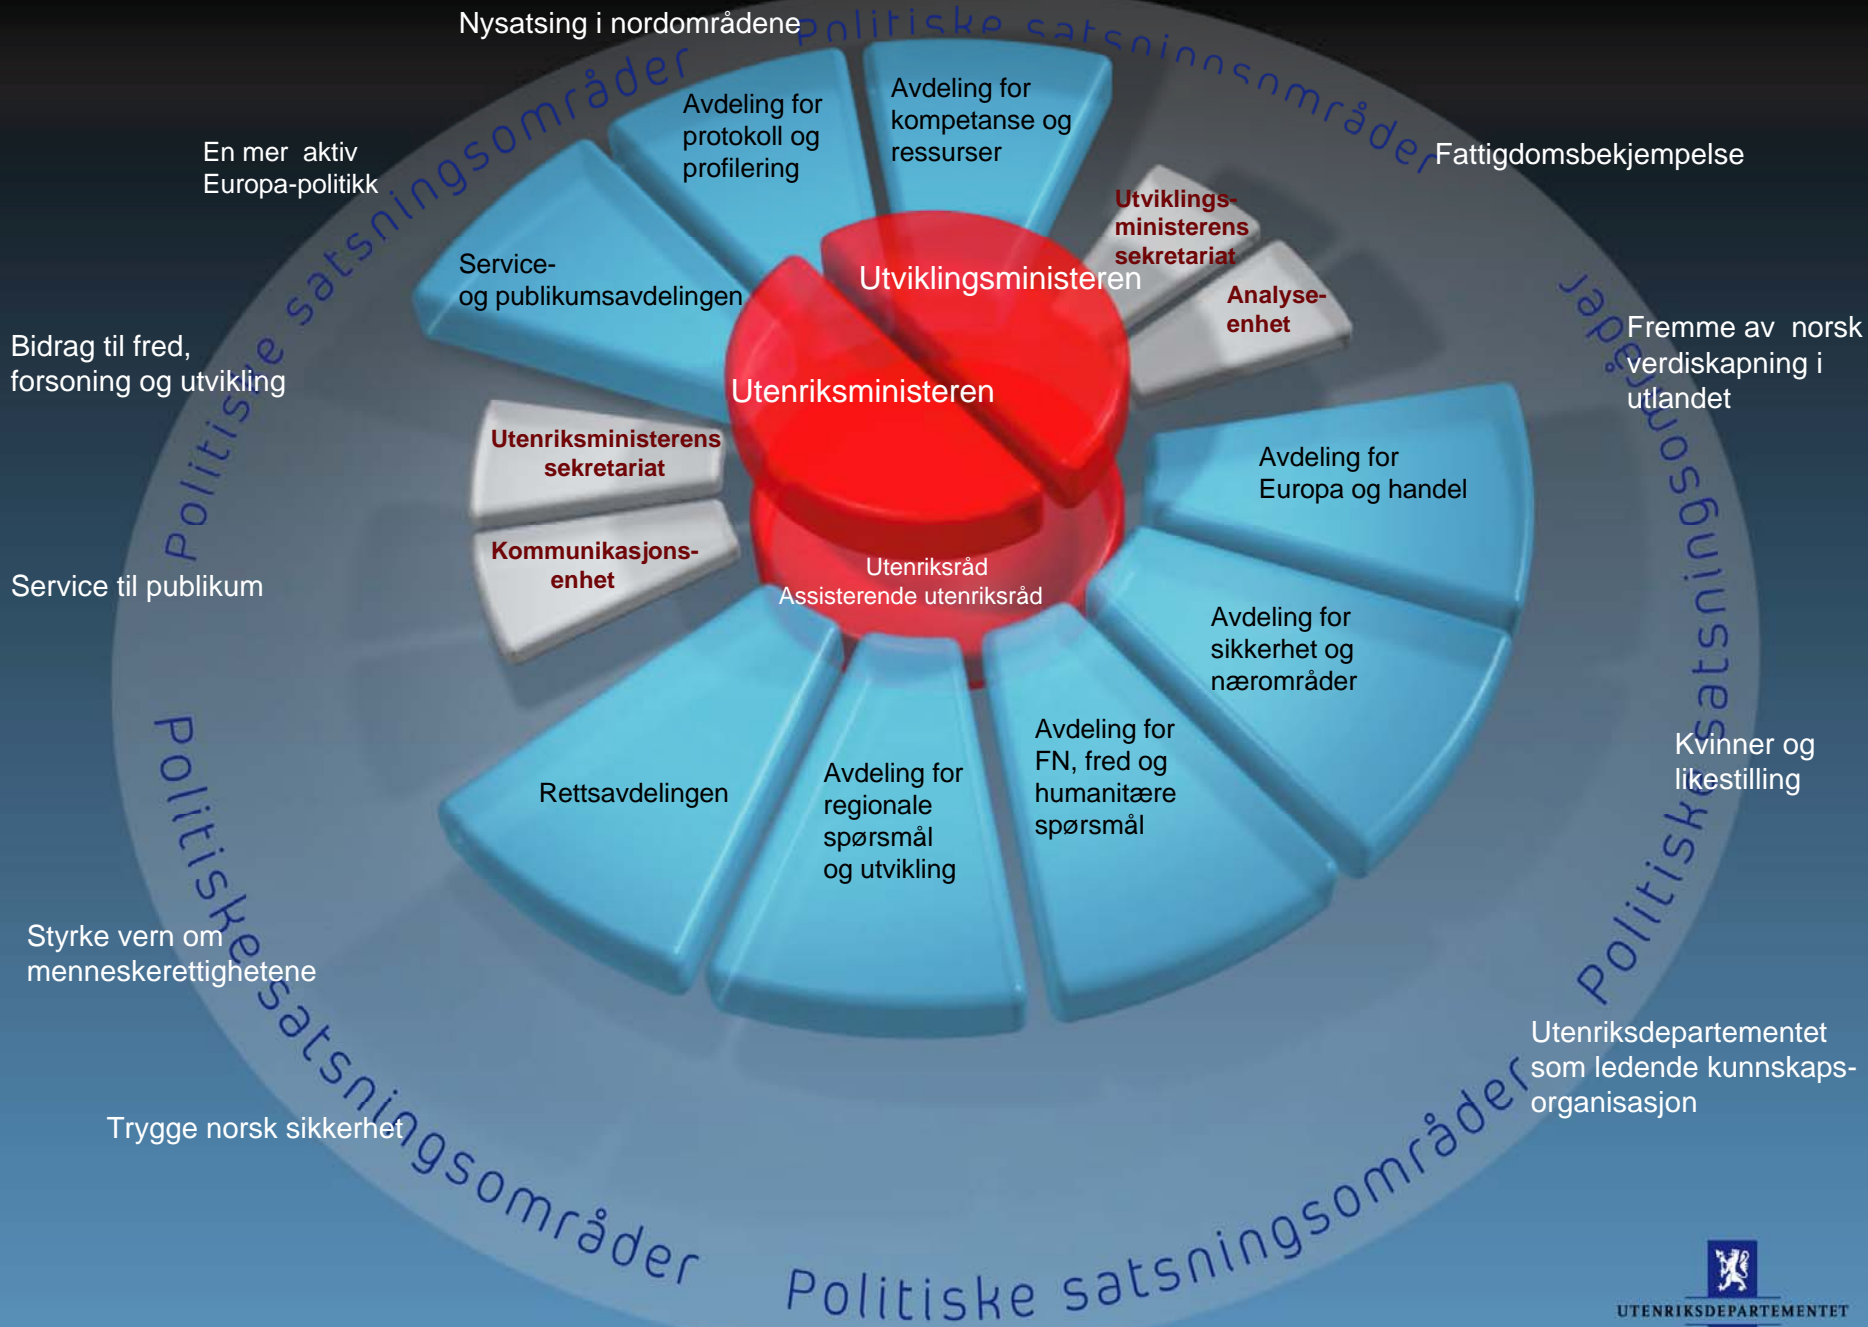 Nysatsing i nordområdene
Politiske satsningsområder
Politiske satsningsområder
Avdeling for
protokoll og
profilering
Avdeling for
kompetanse og
ressurser
En mer aktiv
Europa-politikk
Fattigdomsbekjempelse
Utviklings-
ministerens
sekretariat
Service-
og publikumsavdelingen
Utviklingsministeren
Analyse-
enhet
Bidrag til fred,
forsoning og utvikling
Fremme av norsk
verdiskapning i
utlandet
Utenriksministeren
Utenriksministerens
sekretariat
Avdeling for
Europa og handel
Politiske satsningsområder
Kommunikasjons-
enhet
Utenriksråd
Assisterende utenriksråd
Service til publikum
Avdeling for
sikkerhet og
nærområder
Avdeling for
FN, fred og
humanitære
spørsmål
Kvinner og
likestilling
Rettsavdelingen
Avdeling for
regionale
spørsmål
og utvikling
Styrke vern om
menneskerettighetene
Politiske satsningsområder
Utenriksdepartementet
som ledende kunnskaps-
organisasjon
Trygge norsk sikkerhet
Politiske satsningsområder
UTENRIKSDEPARTEMENTET